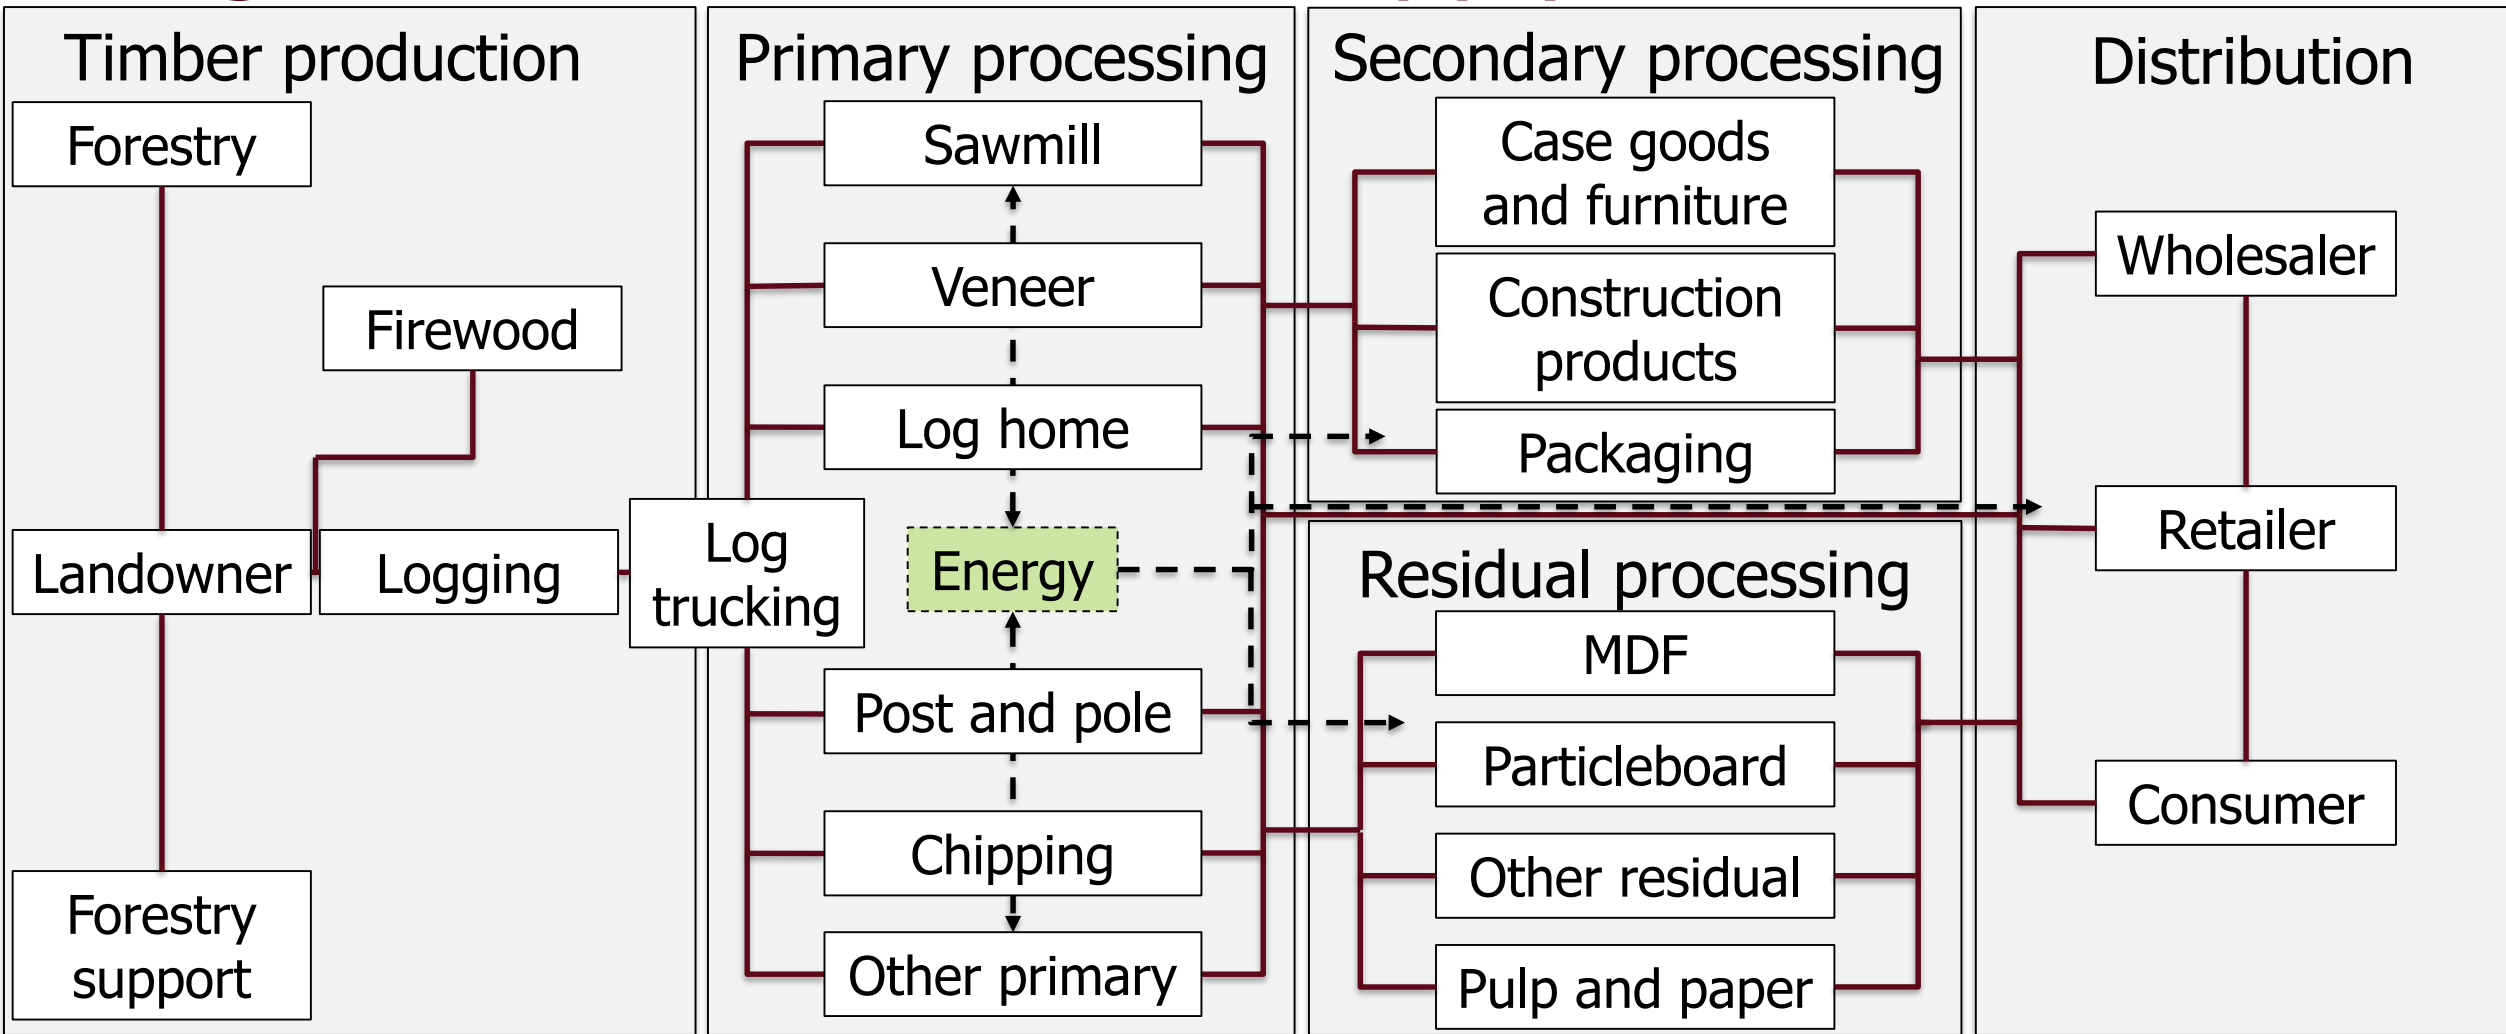 Timber production
Forestry
Firewood
Landowner
Logging
Log
trucking
Forestry
support
Primary processing
Sawmill
Veneer
Log home
Energy
Post and pole
Chipping
Other primary
Secondary processing
Case goods
and furniture
Construction
products
Packaging
Residual processing
MDF
Particleboard
Other residual
Pulp and paper
Distribution
Wholesaler
Retailer
Consumer